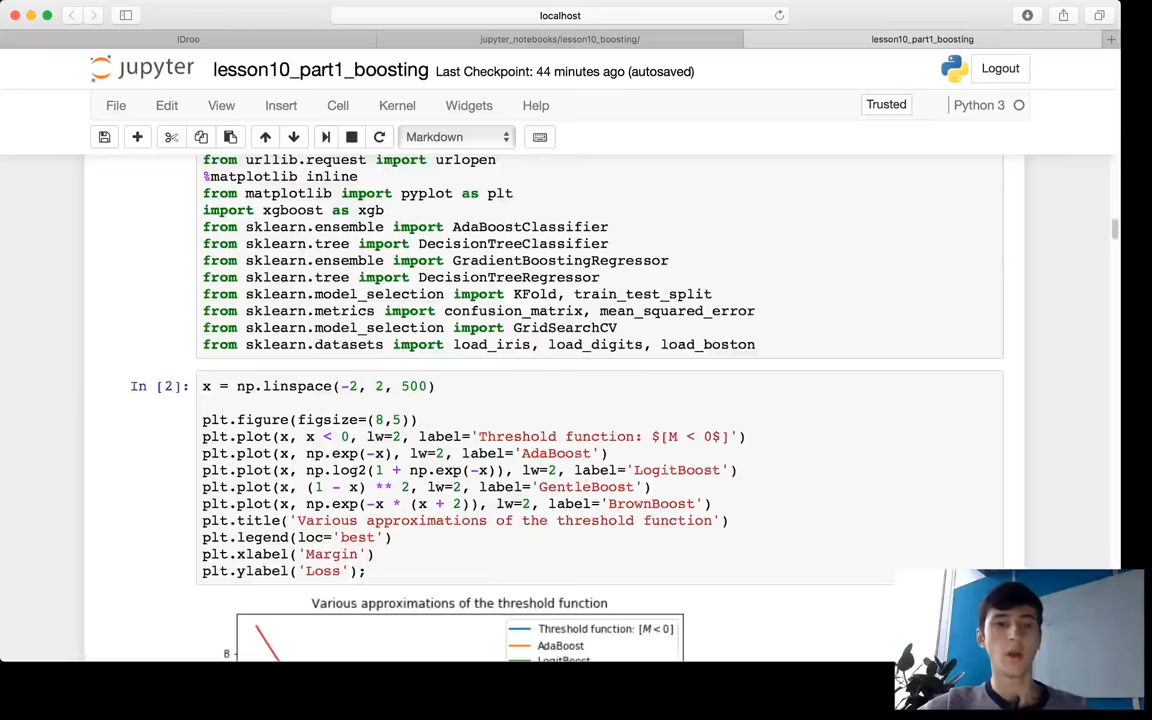 localhost
IDroo
jupyter_notebooks/lesson10_boosting/
lesson10_part1_boosting
+
jupyter lesson10_part1_boosting Last Checkpoint: 44 minutes ago (autosaved)
Logout
File Edit View Insert Cell Kernel Widgets Help
Trusted
Python 3
Markdown
from urllib.request import urlopen
%matplotlib inline
from matplotlib import pyplot as plt
import xgboost as xgb
from sklearn.ensemble import AdaBoostClassifier
from sklearn.tree import DecisionTreeClassifier
from sklearn.ensemble import GradientBoostingRegressor
from sklearn.tree import DecisionTreeRegressor
from sklearn.model_selection import KFold, train_test_split
from sklearn.metrics import confusion_matrix, mean_squared_error
from sklearn.model_selection import GridSearchCV
from sklearn.datasets import load_iris, load_digits, load_boston
In [2]: x = np.linspace(-2, 2, 500)
plt.figure(figsize=(8,5))
plt.plot(x, x < 0, lw=2, label='Threshold function: $[M < 0$]')
plt.plot(x, np.exp(-x), lw=2, label='AdaBoost')
plt.plot(x, np.log2(1 + np.exp(-x)), lw=2, label='LogitBoost')
plt.plot(x, (1 - x) ** 2, lw=2, label='GentleBoost')
plt.plot(x, np.exp(-x * (x + 2)), lw=2, label='BrownBoost')
plt.title('Various approximations of the threshold function')
plt.legend(loc='best')
plt.xlabel('Margin')
plt.ylabel('Loss');
Various approximations of the threshold function
Threshold function: [M < 0]
AdaBoost
LogitBoost
8